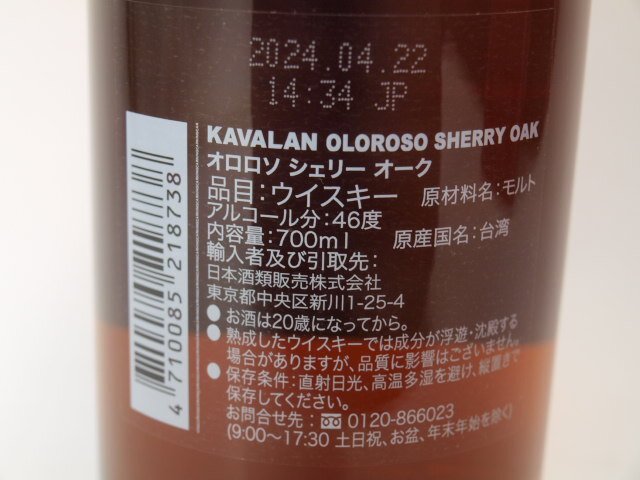 2024.04.22
14:34 JP
KAVALAN OLOROSO SHERRY OAK
オロロソ シェリー オーク
品目:ウイスキー 原材料名:モルト
アルコール分:46度
内容量:700ml 原産国名:台湾
輸入者及び引取先:
日本酒類販売株式会社
東京都中央区新川1-25-4
●お酒は20歳になってから。
●熟成したウイスキーでは成分が浮遊・沈殿する
場合がありますが、品質に影響はございません。
●保存条件:直射日光、高温多湿を避け、縦置きで
保存してください。
お問合せ先: 0120-866023
(9:00~17:30 土日祝、お盆、年末年始を除く)
4 710085 218738